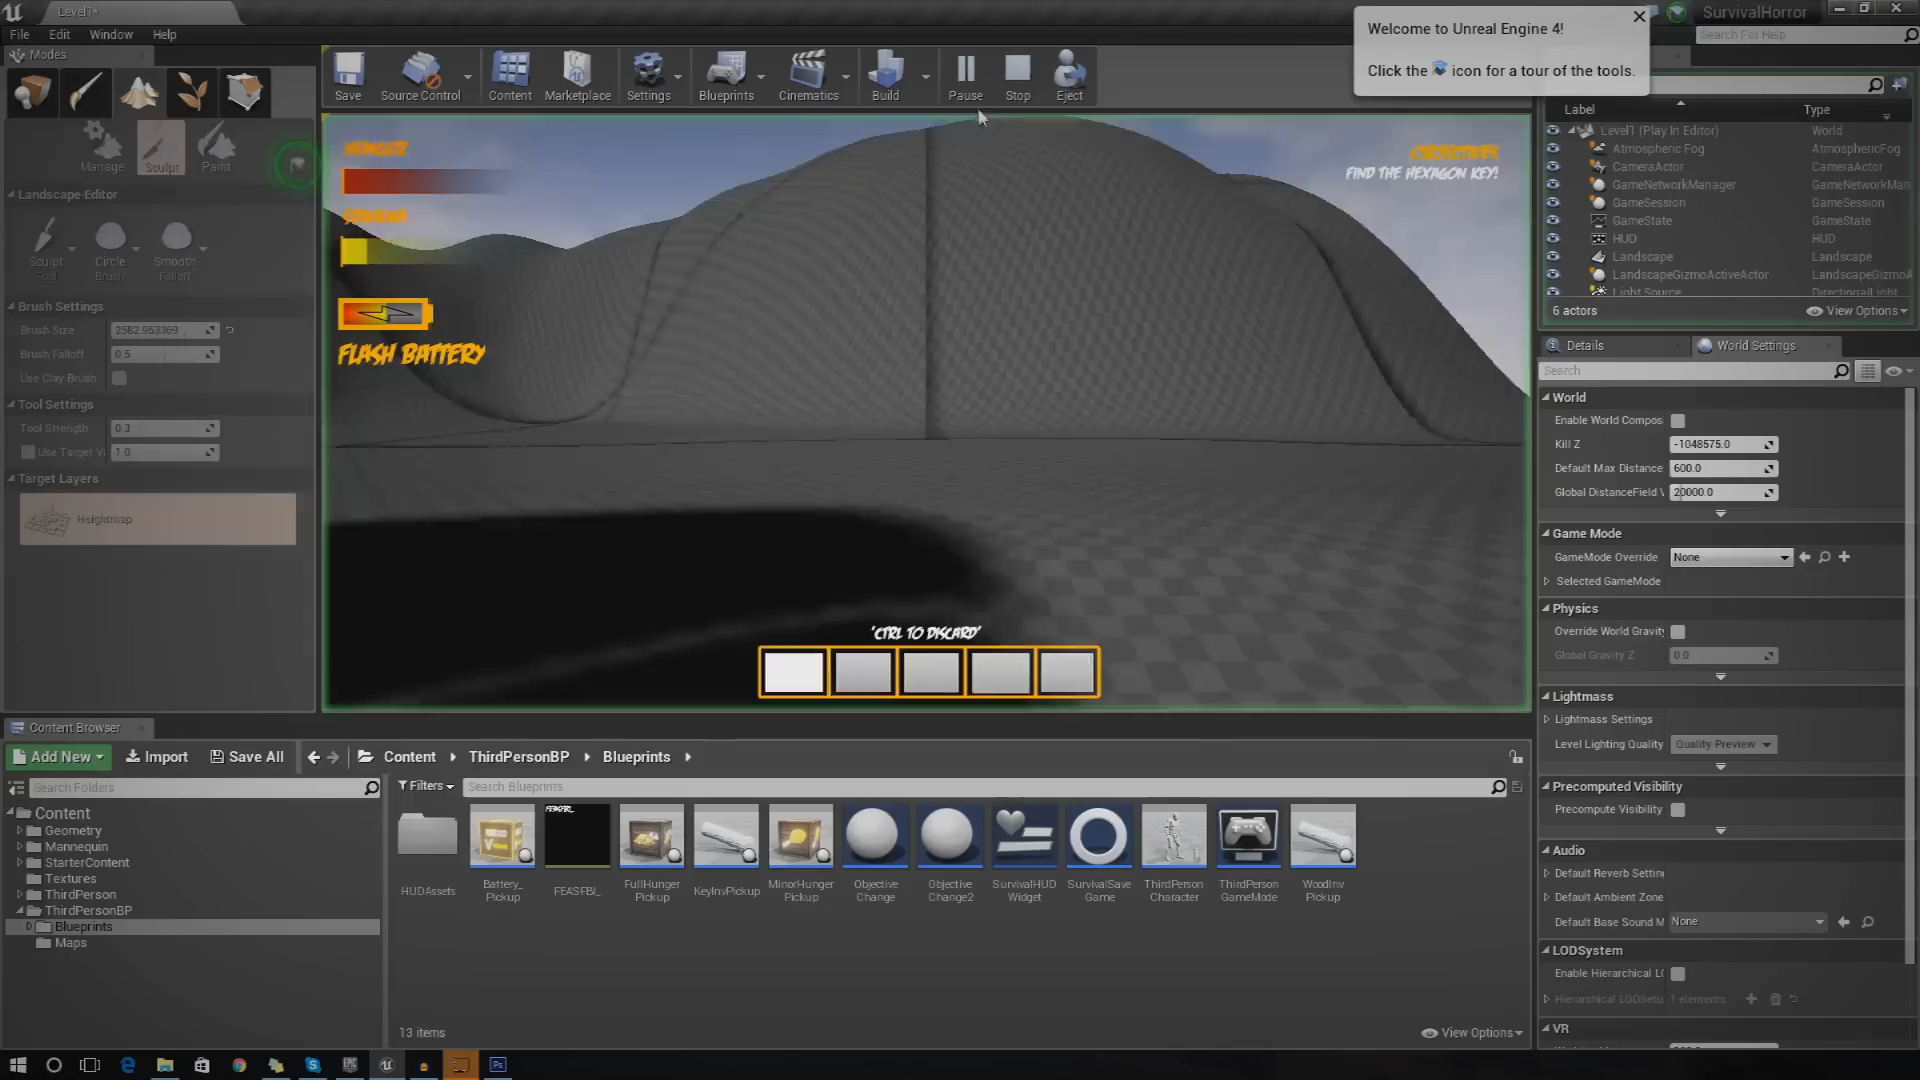 Level1*
SurvivalHorror
File Edit Window Help
Search For Help
Welcome to Unreal Engine 4!
Click the icon for a tour of the tools.
Modes
Save Source Control Content Marketplace Settings Blueprints Cinematics Build Pause Stop Eject
Manage Sculpt Paint
Landscape Editor
Sculpt Circle Smooth
Tool Brush Falloff
Brush Settings
Brush Size 2582.953369
Brush Falloff 0.5
Use Clay Brush
Tool Settings
Tool Strength 0.3
Use Target V 1.0
Target Layers
Heightmap
HUNGER
STAMINA
FLASH BATTERY
OBJECTIVE:
FIND THE HEXAGON KEY!
'CTRL TO DISCARD'
Label Type
Level1 (Play In Editor) World
Atmospheric Fog AtmosphericFog
CameraActor CameraActor
GameNetworkManager GameNetworkMan
GameSession GameSession
GameState GameState
HUD HUD
Landscape Landscape
LandscapeGizmoActiveActor LandscapeGizmoA
Light Source DirectionalLight
6 actors View Options
Details World Settings
Search
World
Enable World Compos
Kill Z -1048575.0
Default Max Distance 600.0
Global DistanceField V 20000.0
Game Mode
GameMode Override None
Selected GameMode
Physics
Override World Gravity
Global Gravity Z 0.0
Lightmass
Lightmass Settings
Level Lighting Quality Quality Preview
Precomputed Visibility
Precompute Visibility
Audio
Default Reverb Settin
Default Ambient Zone
Default Base Sound M None
LODSystem
Enable Hierarchical LO
Hierarchical LODSetu 1 elements
VR
Content Browser
Add New Import Save All Content ThirdPersonBP Blueprints
Search Folders
Filters Search Blueprints
Content
Geometry
Mannequin
StarterContent
Textures
ThirdPerson
ThirdPersonBP
Blueprints
Maps
HUDAssets
Battery_
Pickup
FEASFBI_
FullHunger
Pickup
KeyInvPickup
MinorHunger
Pickup
Objective
Change
Objective
Change2
SurvivalHUD
Widget
SurvivalSave
Game
ThirdPerson
Character
ThirdPerson
GameMode
WoodInv
Pickup
13 items View Options